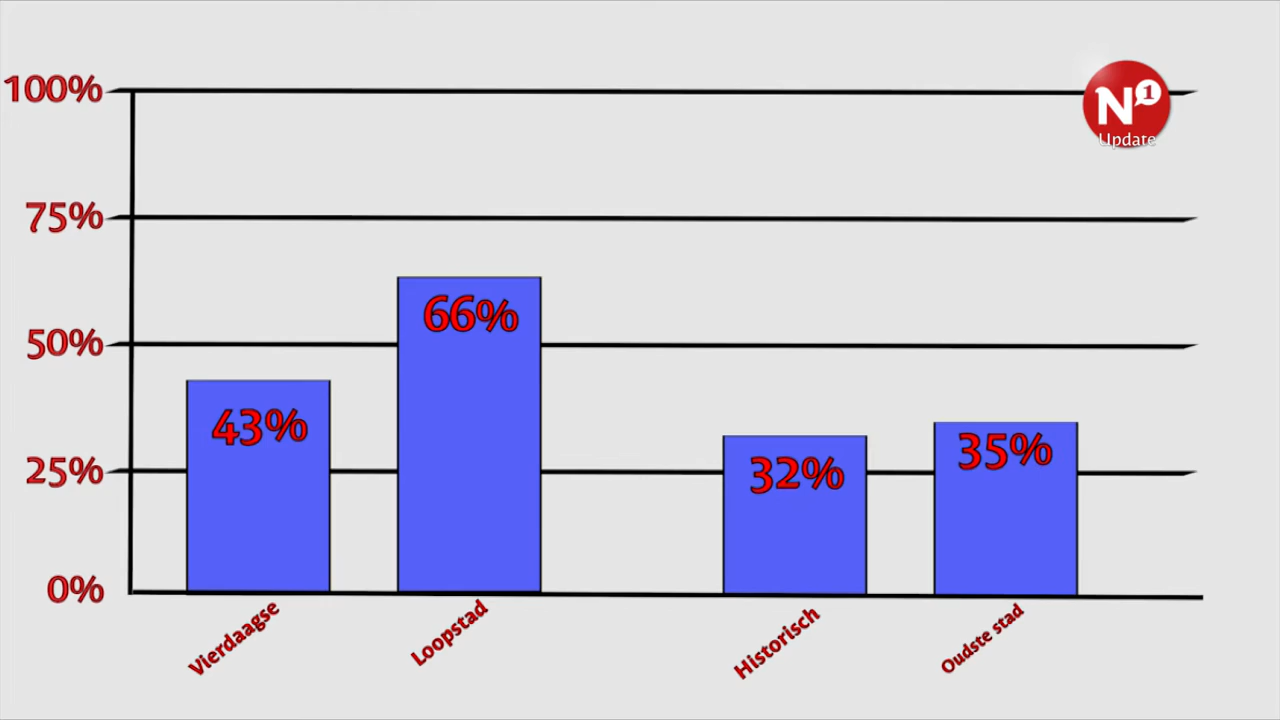 100%
N1
Update
75%
66%
50%
43%
35%
32%
25%
0%
Vierdaagse
Loopstad
Historisch
Oudste stad